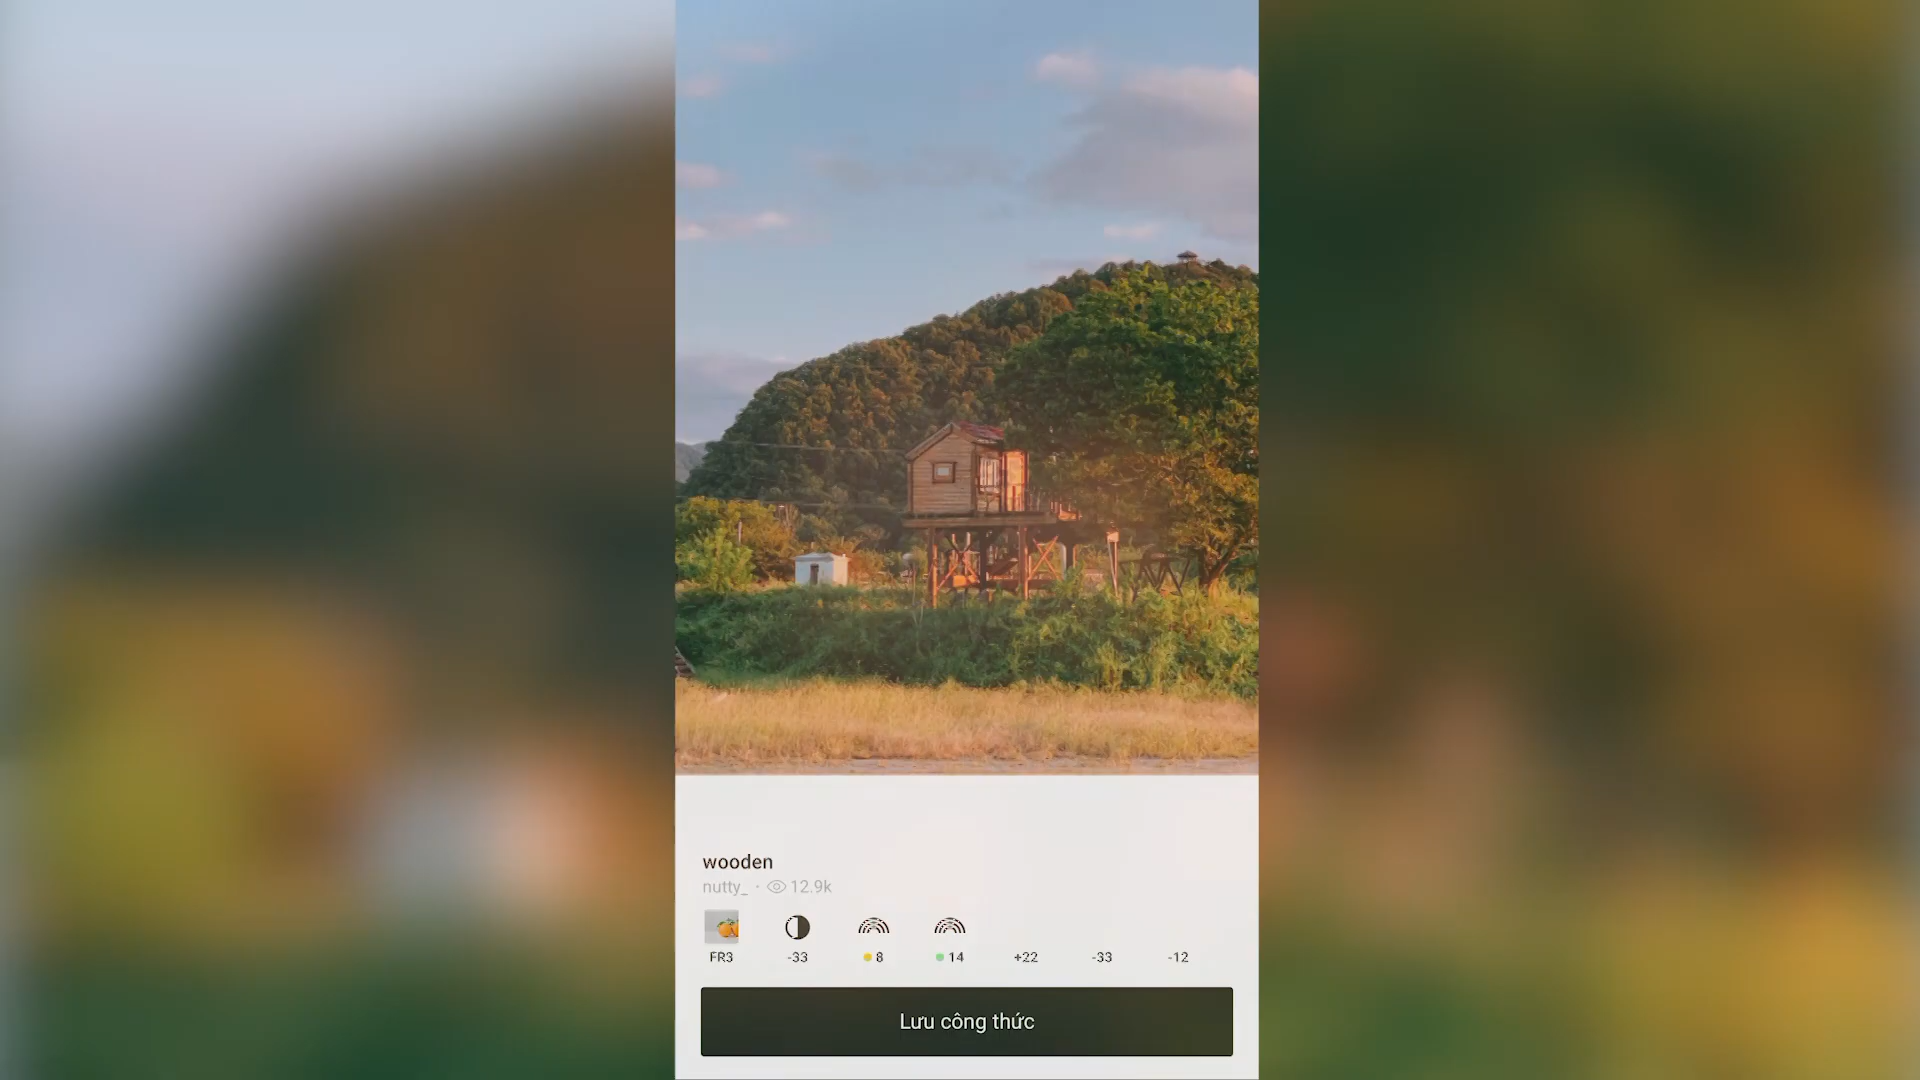 wooden
nutty_ · 12.9k
FR3 -33 8 14 +22 -33 -12
Lưu công thức